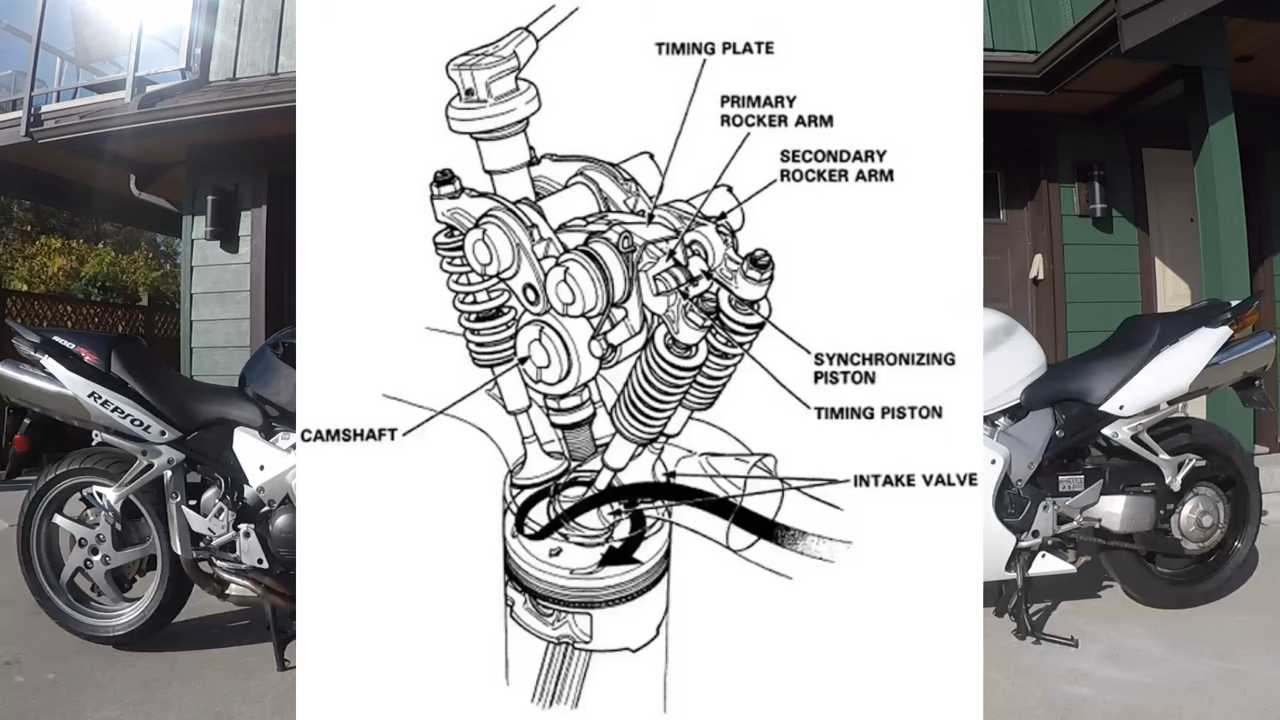 TIMING PLATE
PRIMARY
ROCKER ARM
SECONDARY
ROCKER ARM
SYNCHRONIZING
PISTON
TIMING PISTON
CAMSHAFT
INTAKE VALVE
REPSOL